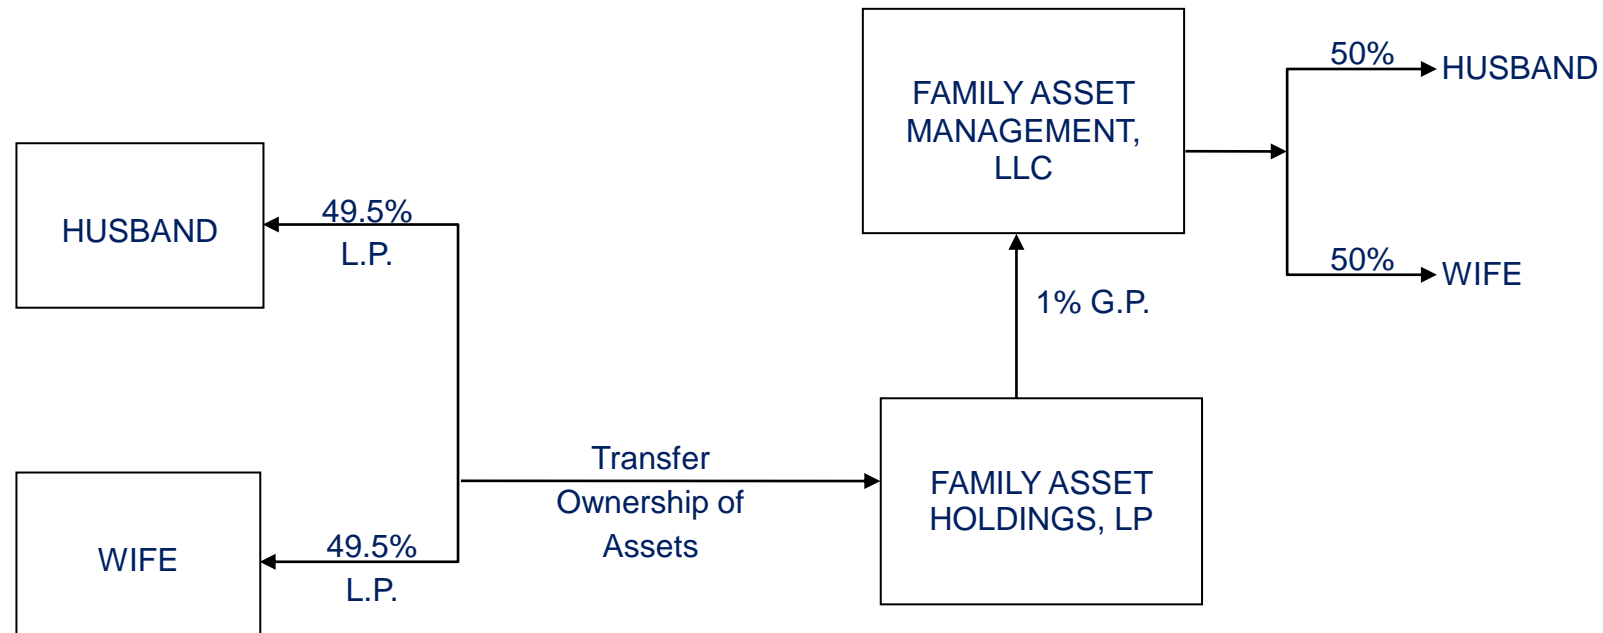 HUSBAND
49.5%
L.P.
WIFE
49.5%
L.P.
Transfer
Ownership of
Assets
FAMILY ASSET
MANAGEMENT,
LLC
50%
HUSBAND
50%
WIFE
1% G.P.
FAMILY ASSET
HOLDINGS, LP